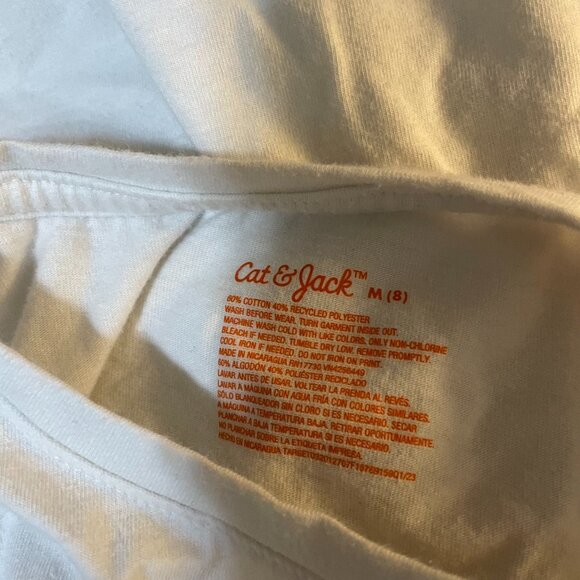 Cat & Jack™ M (8)
60% COTTON 40% RECYCLED POLYESTER
WASH BEFORE WEAR. TURN GARMENT INSIDE OUT.
MACHINE WASH COLD WITH LIKE COLORS. ONLY NON-CHLORINE
BLEACH IF NEEDED. TUMBLE DRY LOW. REMOVE PROMPTLY.
COOL IRON IF NEEDED. DO NOT IRON ON PRINT.
MADE IN NICARAGUA RN17730 VN4256449
60% ALGODÓN 40% POLIÉSTER RECICLADO
LAVAR ANTES DE USAR. VOLTEAR LA PRENDA AL REVÉS.
LAVAR A MÁQUINA CON AGUA FRÍA CON COLORES SIMILARES.
SÓLO BLANQUEADOR SIN CLORO SI ES NECESARIO. SECAR
A MÁQUINA A TEMPERATURA BAJA. RETIRAR OPORTUNAMENTE.
PLANCHAR A BAJA TEMPERATURA SI ES NECESARIO.
NO PLANCHAR SOBRE LA ETIQUETA IMPRESA.
HECHO EN NICARAGUA